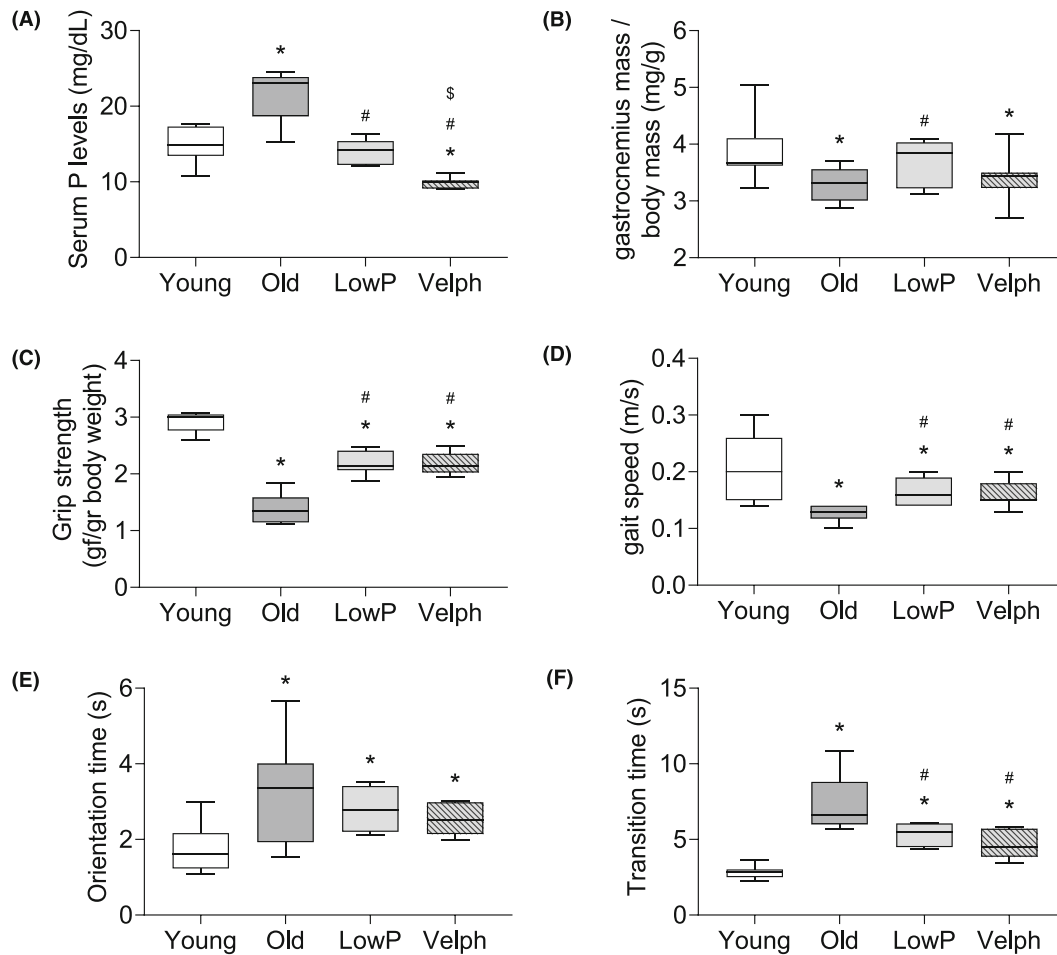 (A)
Serum P levels (mg/dL)
30
20
10
0
*
#
$
#
*
Young Old LowP Velph
(B)
gastrocnemius mass /
body mass (mg/g)
6
5
4
3
2
*
#
*
Young Old LowP Velph
(C)
Grip strength
(gf/gr body weight)
4
3
2
1
0
*
#
*
#
*
Young Old LowP Velph
(D)
gait speed (m/s)
0.4
0.3
0.2
0.1
0.0
*
#
*
#
*
Young Old LowP Velph
(E)
Orientation time (s)
6
4
2
0
*
*
*
Young Old LowP Velph
(F)
Transition time (s)
15
10
5
0
*
#
*
#
*
Young Old LowP Velph